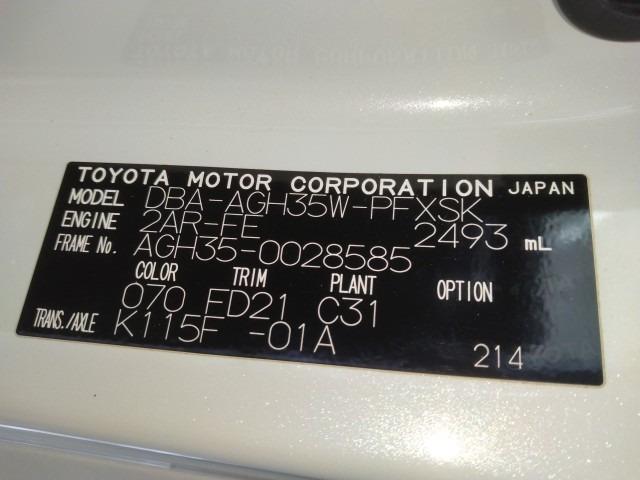 TOYOTA MOTOR CORPORATION JAPAN
MODEL DBA-AGH35W-PFXSK
ENGINE 2AR-FE 2493 mL
FRAME No. AGH35-0028585
COLOR TRIM PLANT OPTION
070 FD21 C31
TRANS./AXLE K115F -01A
214